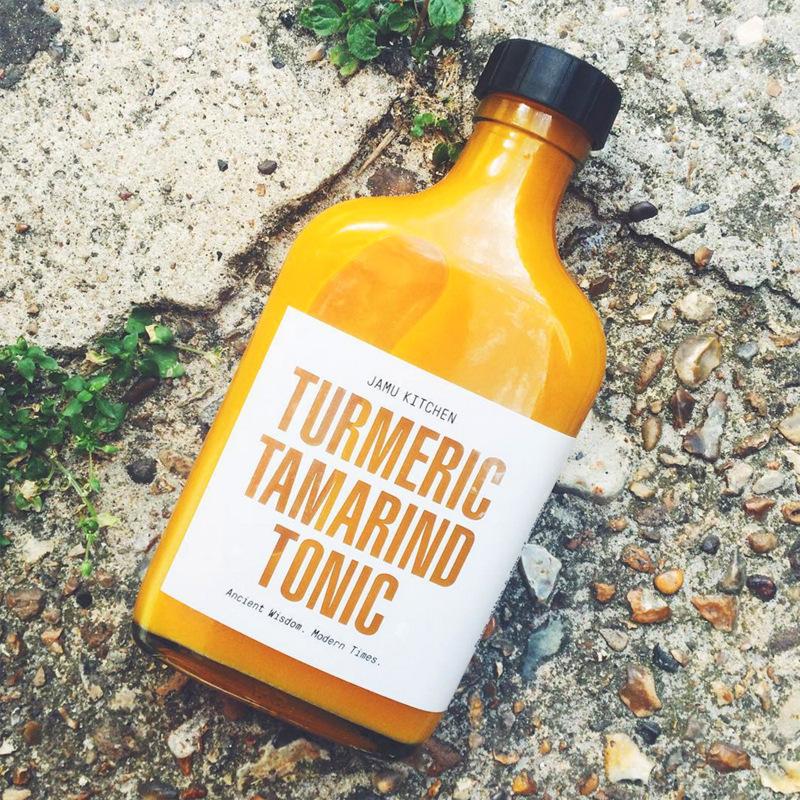 JAMU KITCHEN
TURMERIC
TAMARIND
TONIC
Ancient Wisdom. Modern Times.